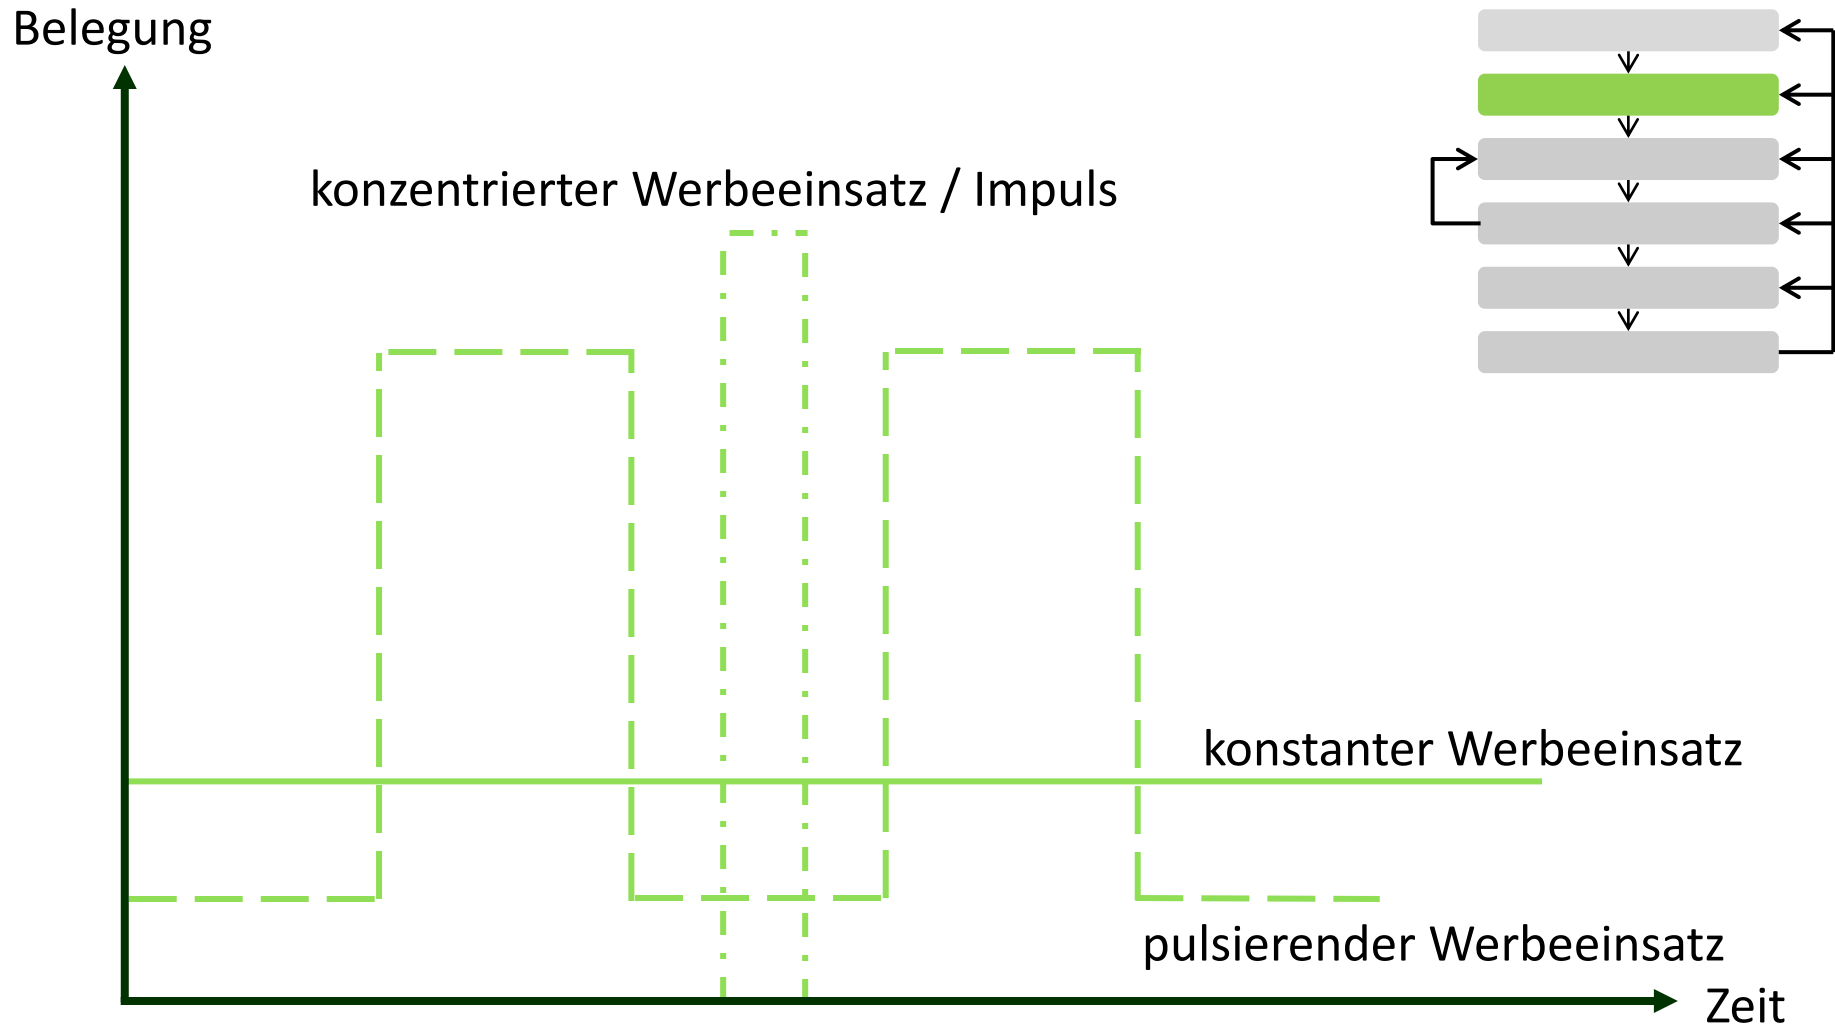 Belegung
konzentrierter Werbeeinsatz / Impuls
konstanter Werbeeinsatz
pulsierender Werbeeinsatz
Zeit